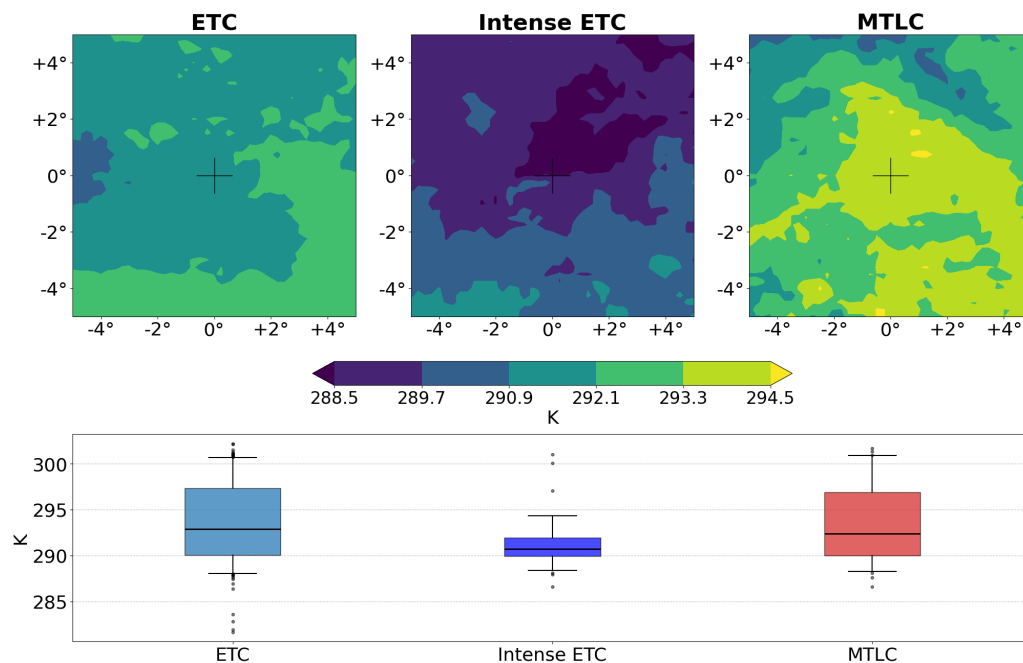 ETC
Intense ETC
MTLC
+4° +4° +4°
+2° +2° +2°
0° 0° 0°
-2° -2° -2°
-4° -4° -4°
-4° -2° 0° +2° +4° -4° -2° 0° +2° +4° -4° -2° 0° +2° +4°
288.5 289.7 290.9 292.1 293.3 294.5
K
300
295
290
285
K
ETC Intense ETC MTLC